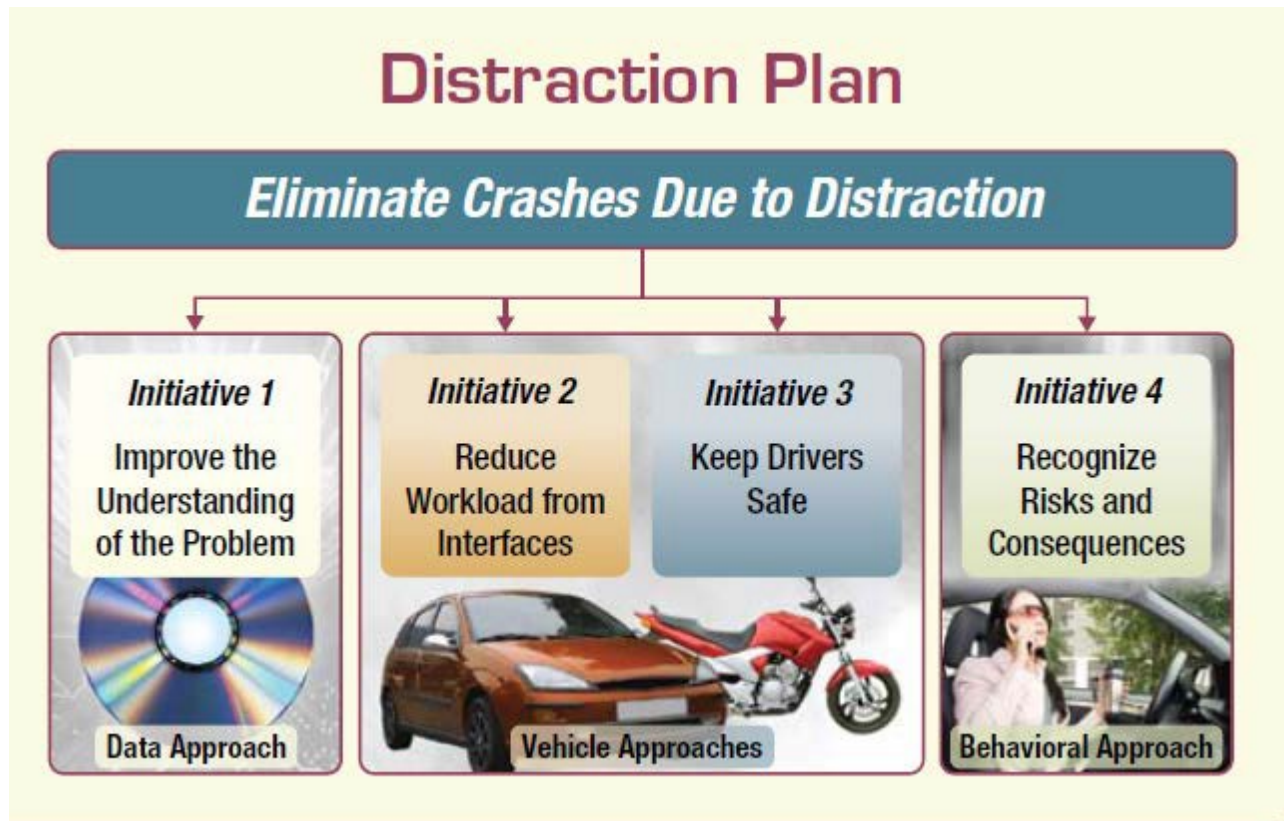 Distraction Plan
Eliminate Crashes Due to Distraction
Initiative 1
Improve the
Understanding
of the Problem
Data Approach
Initiative 2
Reduce
Workload from
Interfaces
Initiative 3
Keep Drivers
Safe
Vehicle Approaches
Initiative 4
Recognize
Risks and
Consequences
Behavioral Approach